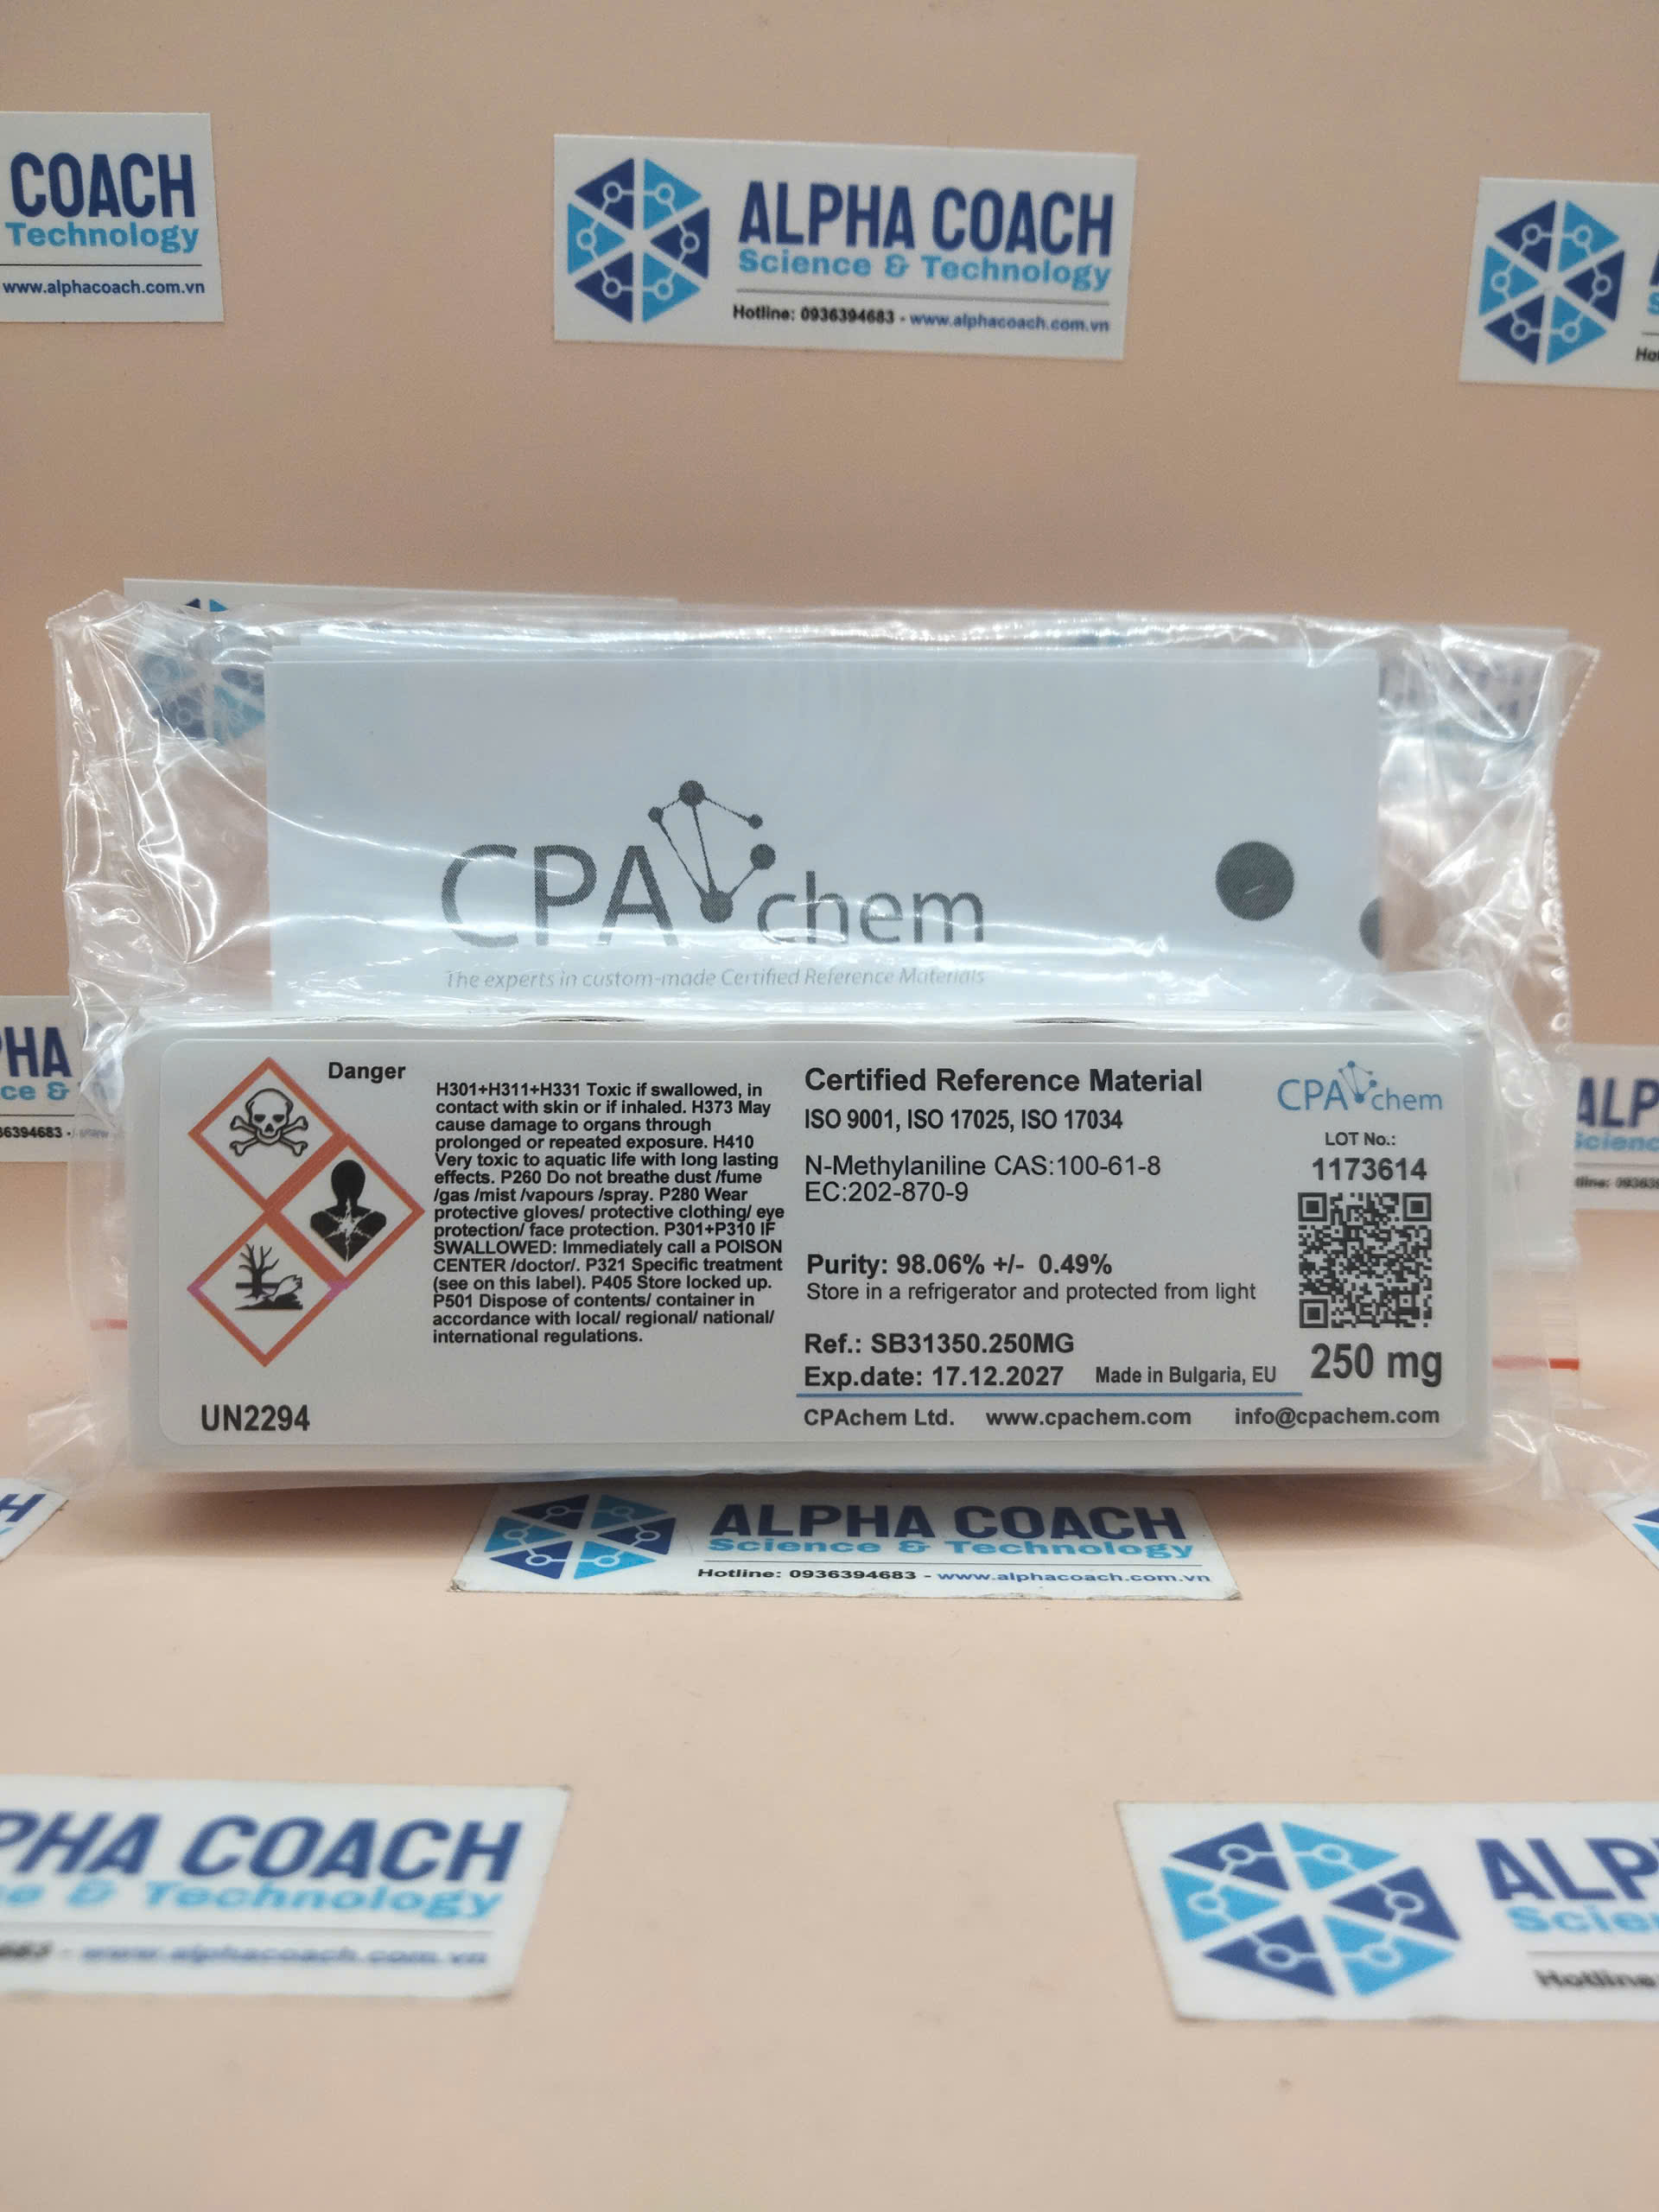 COACH
Technology
www.alphacoach.com.vn
ALPHA COACH
Science & Technology
Hotline: 0936394683 - www.alphacoach.com.vn
CPAchem
The experts in custom-made Certified Reference Materials
Danger
H301+H311+H331 Toxic if swallowed, in
contact with skin or if inhaled. H373 May
cause damage to organs through
prolonged or repeated exposure. H410
Very toxic to aquatic life with long lasting
effects. P260 Do not breathe dust /fume
/gas /mist /vapours /spray. P280 Wear
protective gloves/ protective clothing/ eye
protection/ face protection. P301+P310 IF
SWALLOWED: Immediately call a POISON
CENTER /doctor/. P321 Specific treatment
(see on this label). P405 Store locked up.
P501 Dispose of contents/ container in
accordance with local/ regional/ national/
international regulations.
UN2294
Certified Reference Material
ISO 9001, ISO 17025, ISO 17034
N-Methylaniline CAS:100-61-8
EC:202-870-9
Purity: 98.06% +/- 0.49%
Store in a refrigerator and protected from light
Ref.: SB31350.250MG
Exp.date: 17.12.2027 Made in Bulgaria, EU
CPAchem Ltd. www.cpachem.com info@cpachem.com
CPAchem
LOT No.:
1173614
250 mg
ALPHA COACH
Science & Technology
Hotline: 0936394683 - www.alphacoach.com.vn
PHA COACH
& Technology
www.alphacoach.com.vn
ALP
Scie
Hotline